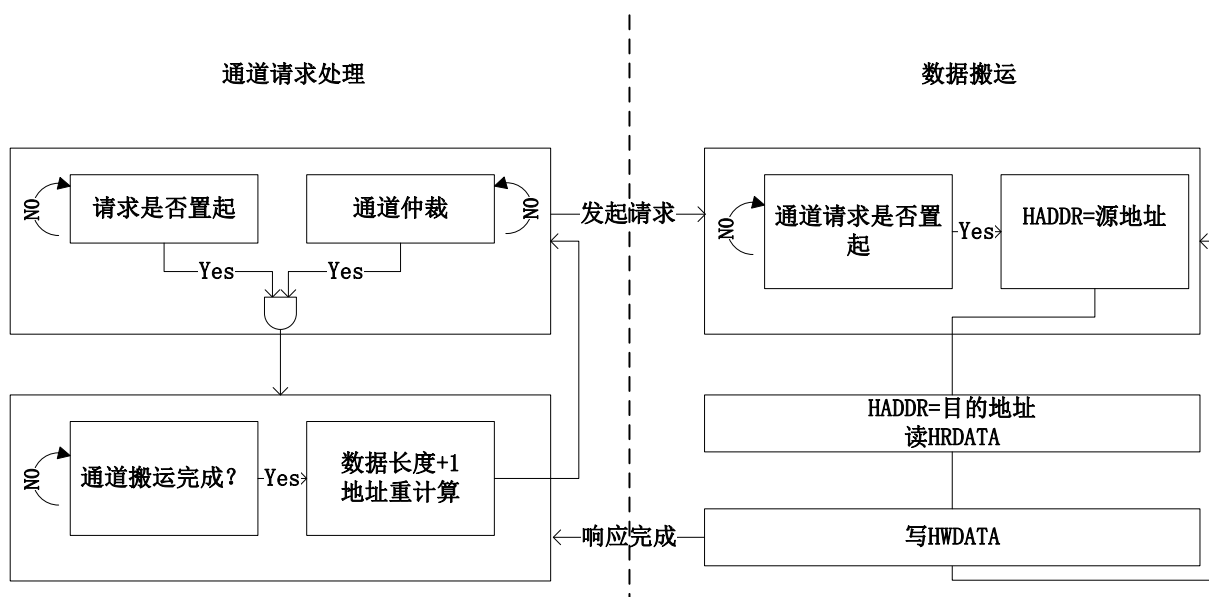 通道请求处理
数据搬运
NO
请求是否置起
通道仲裁
NO
发起请求
NO
通道请求是否置
起
Yes
HADDR=源地址
Yes
Yes
NO
通道搬运完成？
Yes
数据长度+1
地址重计算
HADDR=目的地址
读HRDATA
响应完成
写HWDATA